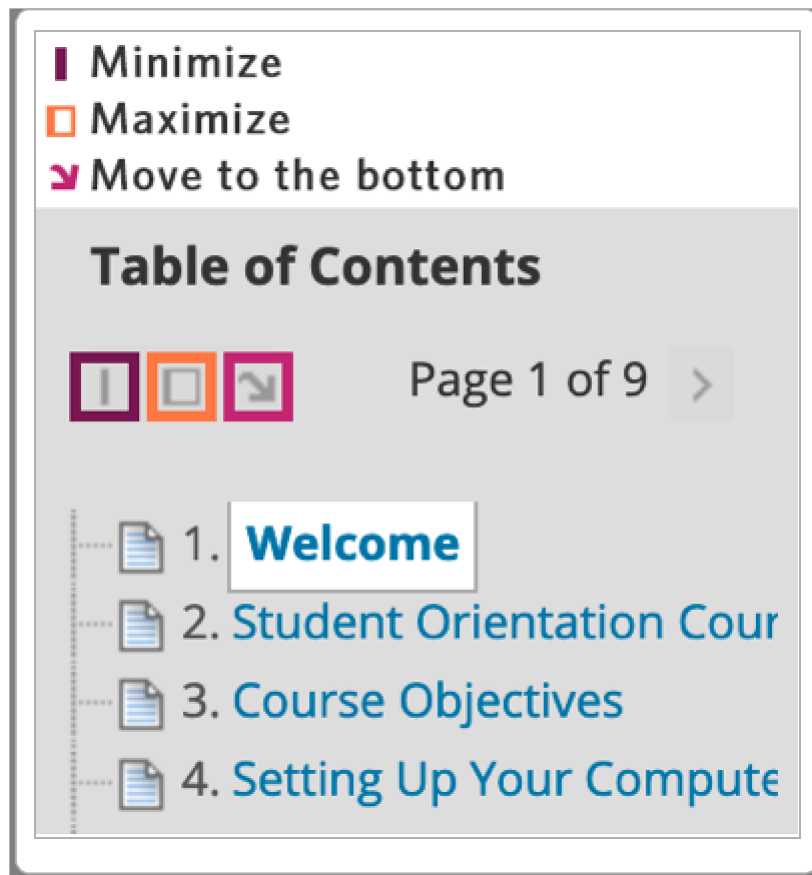 Minimize
Maximize
Move to the bottom
Table of Contents
Page 1 of 9
1. Welcome
2. Student Orientation Cour
3. Course Objectives
4. Setting Up Your Compute